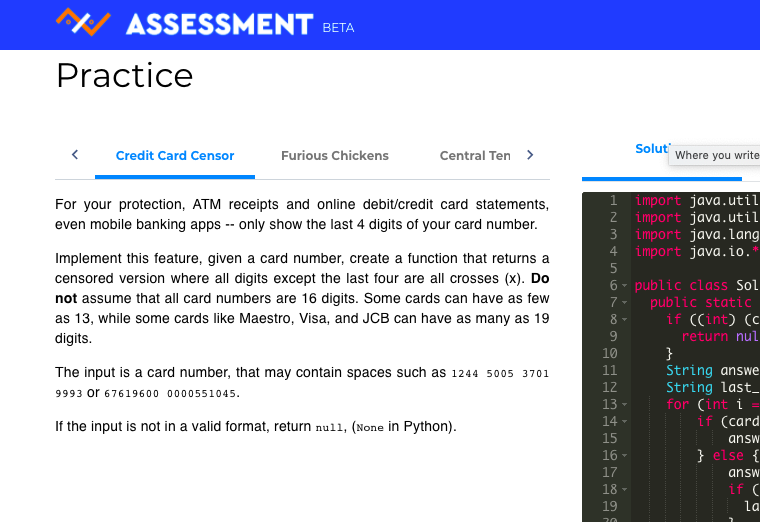 ASSESSMENT BETA
Practice
Credit Card Censor
Furious Chickens
Central Ten
For your protection, ATM receipts and online debit/credit card statements,
even mobile banking apps -- only show the last 4 digits of your card number.
Implement this feature, given a card number, create a function that returns a
censored version where all digits except the last four are all crosses (x). Do
not assume that all card numbers are 16 digits. Some cards can have as few
as 13, while some cards like Maestro, Visa, and JCB can have as many as 19
digits.
The input is a card number, that may contain spaces such as 1244 5005 3701
9993 or 67619600 0000551045.
If the input is not in a valid format, return null, (None in Python).
Where you write
1 import java.util
2 import java.util
3 import java.lang
4 import java.io.*
5
6 public class Sol
7 public static
8 if ((int) (c
9 return nul
10 }
11 String answe
12 String last_
13 for (int i =
14 if (card
15 answ
16 } else {
17 answ
18 if (
19 la
20 }